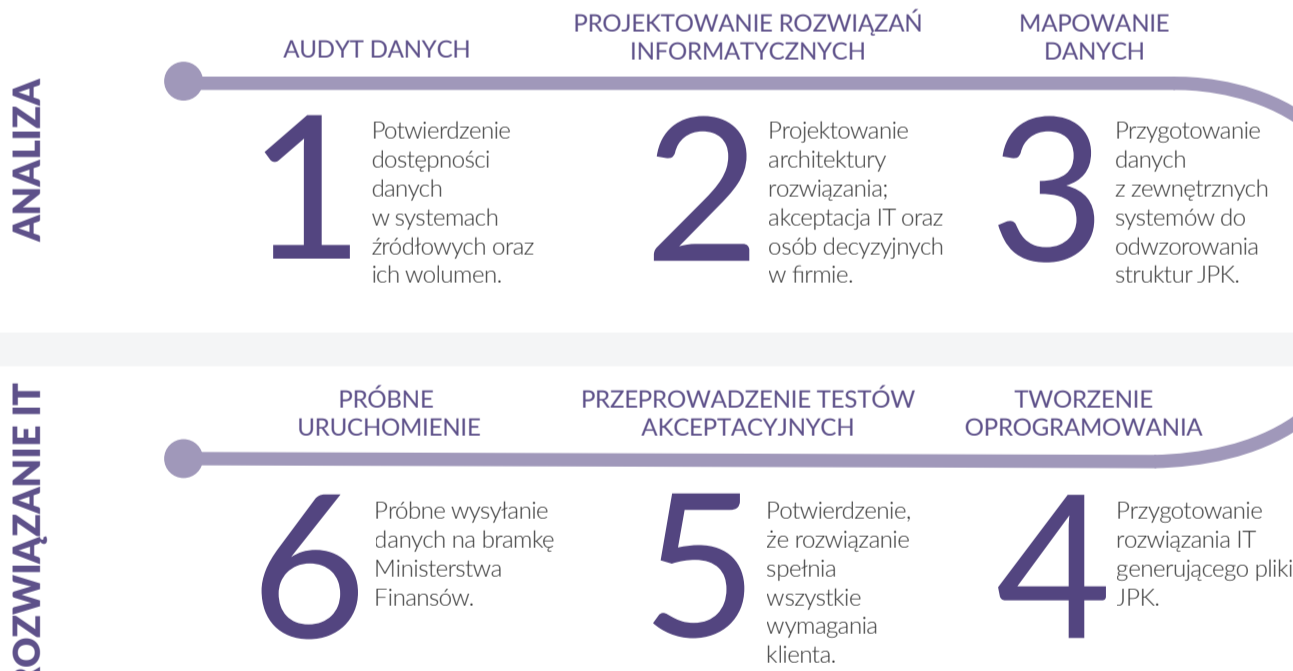 ANALIZA
AUDYT DANYCH
1
Potwierdzenie
dostępności
danych
w systemach
źródłowych oraz
ich wolumen.
PROJEKTOWANIE ROZWIĄZAŃ
INFORMATYCZNYCH
2
Projektowanie
architektury
rozwiązania;
akceptacja IT oraz
osób decyzyjnych
w firmie.
MAPOWANIE
DANYCH
3
Przygotowanie
danych
z zewnętrznych
systemów do
odwzorowania
struktur JPK.
ROZWIĄZANIE IT
PRÓBNE
URUCHOMIENIE
6
Próbne wysyłanie
danych na bramkę
Ministerstwa
Finansów.
PRZEPROWADZENIE TESTÓW
AKCEPTACYJNYCH
5
Potwierdzenie,
że rozwiązanie
spełnia
wszystkie
wymagania
klienta.
TWORZENIE
OPROGRAMOWANIA
4
Przygotowanie
rozwiązania IT
generującego pliki
JPK.